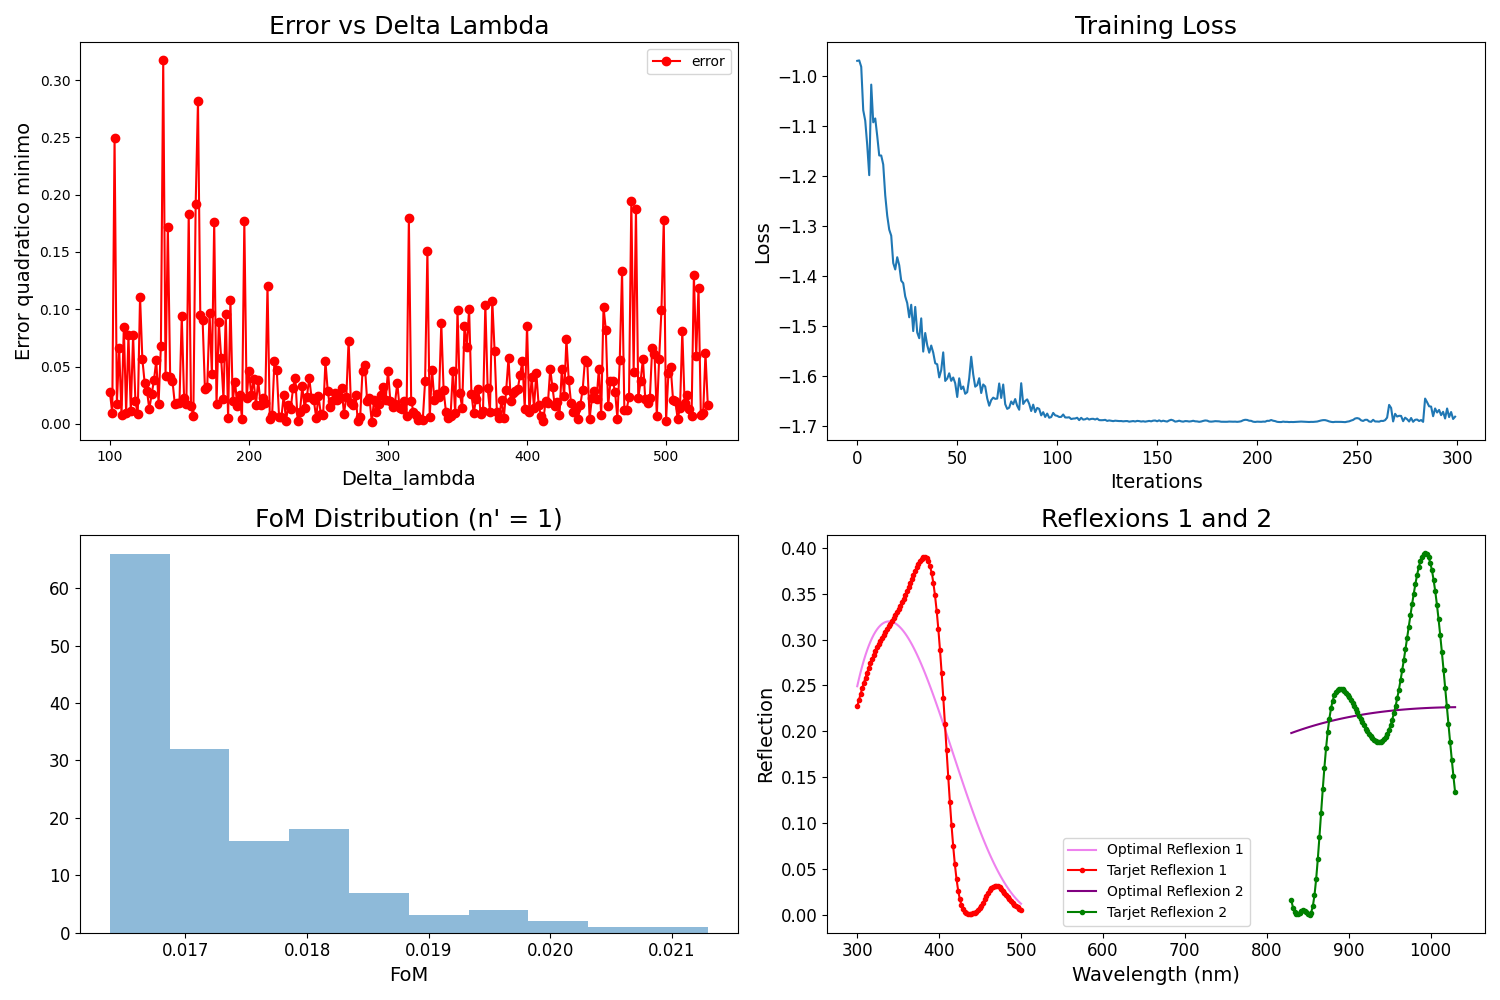 Error vs Delta Lambda
error
Error quadratico minimo
0.30
0.25
0.20
0.15
0.10
0.05
0.00
100 200 300 400 500
Delta_lambda
Training Loss
Loss
−1.0
−1.1
−1.2
−1.3
−1.4
−1.5
−1.6
−1.7
0 50 100 150 200 250 300
Iterations
FoM Distribution (n' = 1)
60
50
40
30
20
10
0
0.017 0.018 0.019 0.020 0.021
FoM
Reflexions 1 and 2
Reflection
0.40
0.35
0.30
0.25
0.20
0.15
0.10
0.05
0.00
Optimal Reflexion 1
Tarjet Reflexion 1
Optimal Reflexion 2
Tarjet Reflexion 2
300 400 500 600 700 800 900 1000
Wavelength (nm)